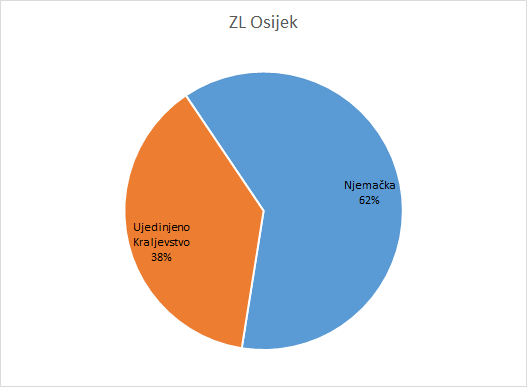 ZL Osijek
Njemačka
62%
Ujedinjeno
Kraljevstvo
38%